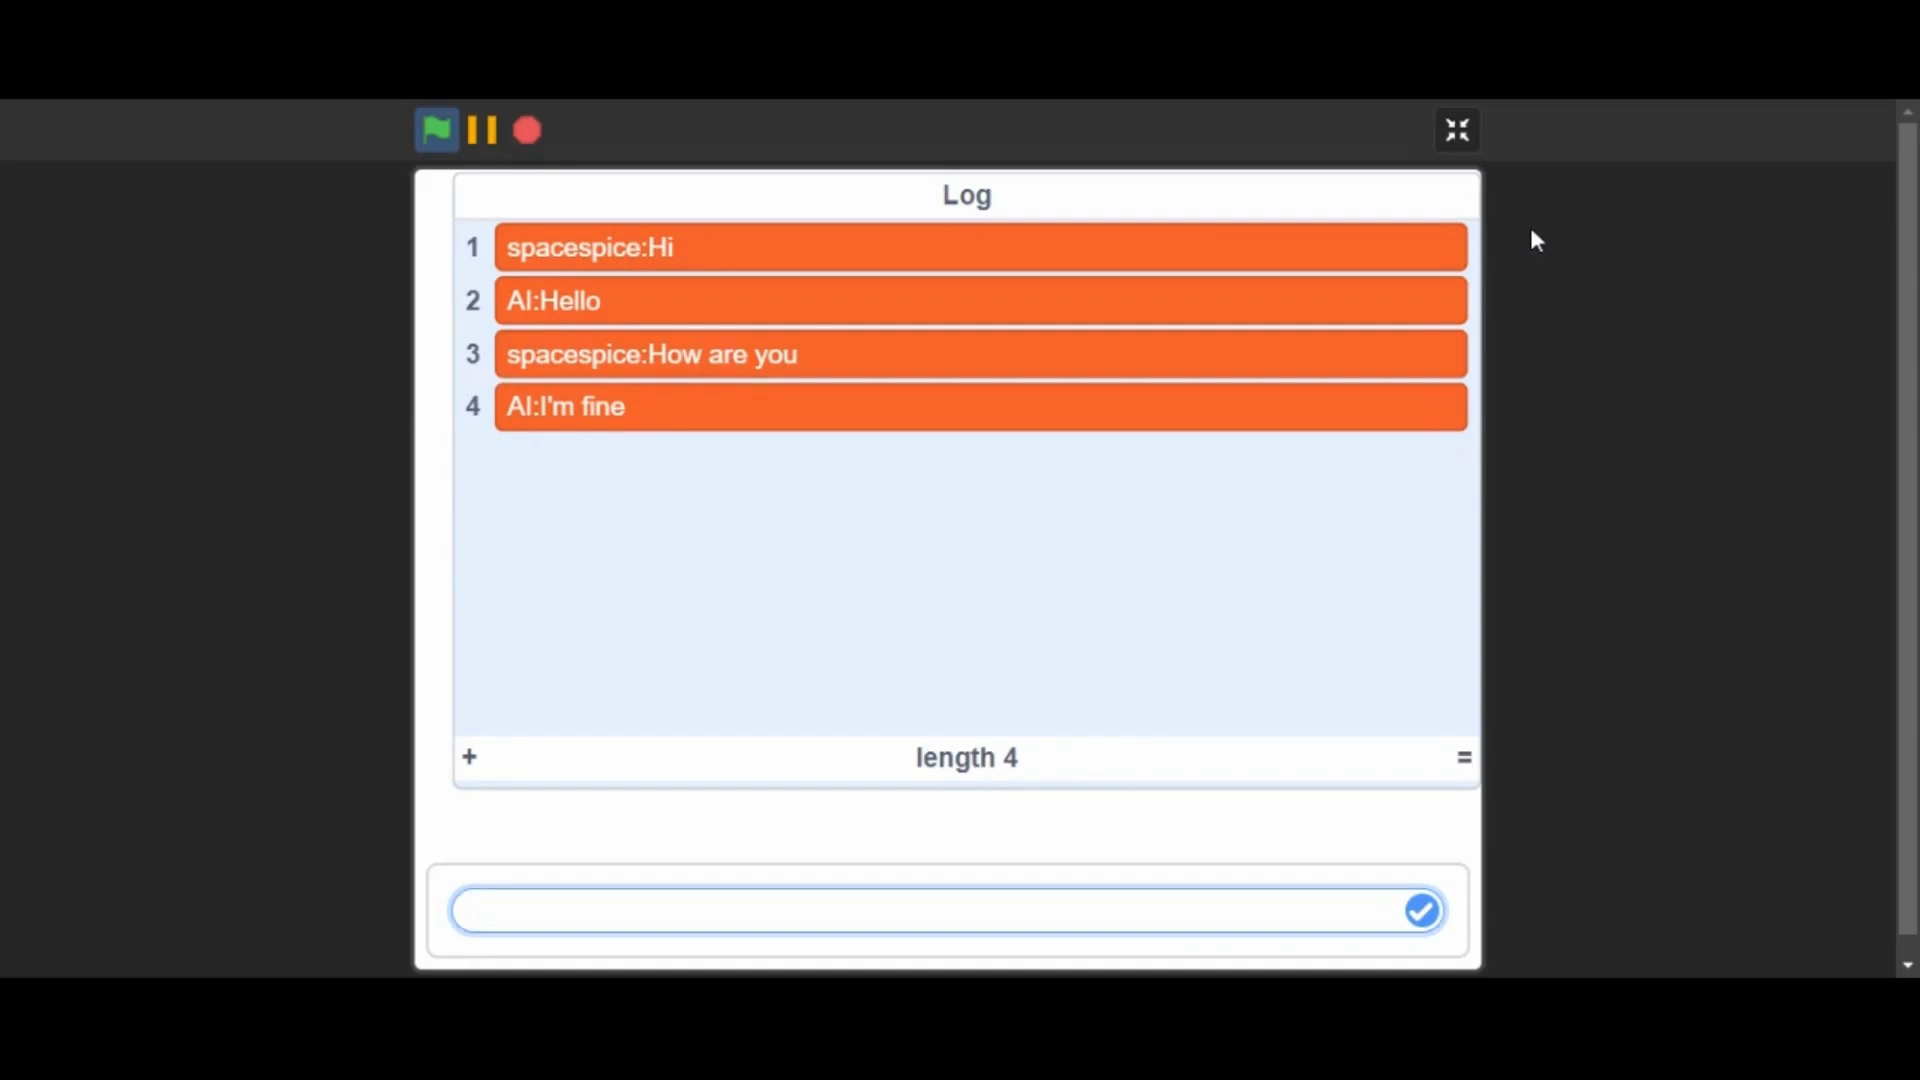 Log
1 spacespice:Hi
2 AI:Hello
3 spacespice:How are you
4 AI:I'm fine
+ length 4 =